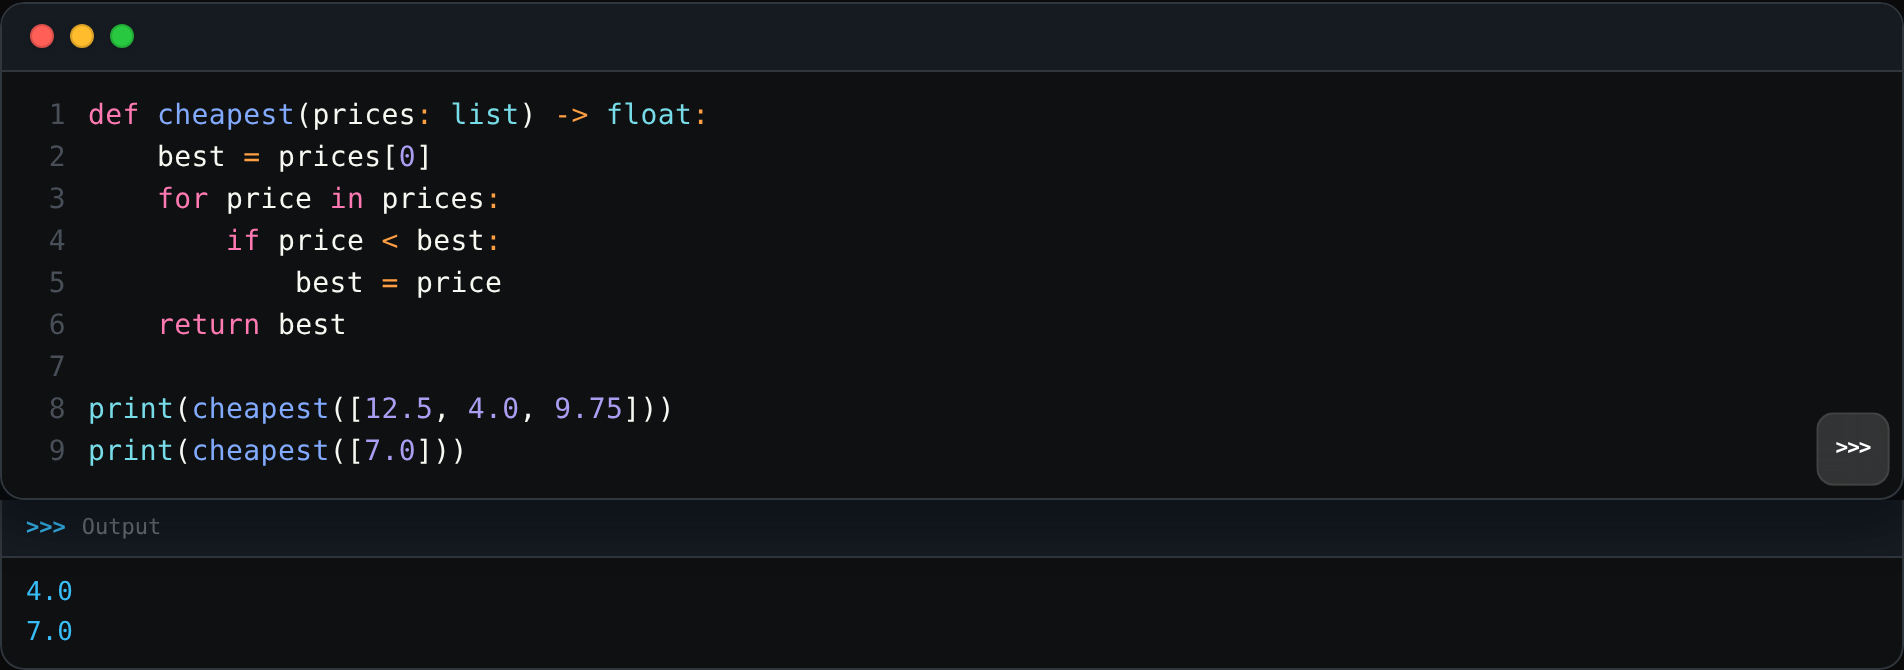 1 def cheapest(prices: list) -> float:
2     best = prices[0]
3     for price in prices:
4         if price < best:
5             best = price
6     return best
7
8 print(cheapest([12.5, 4.0, 9.75]))
9 print(cheapest([7.0]))
>>>
>>> Output
4.0
7.0